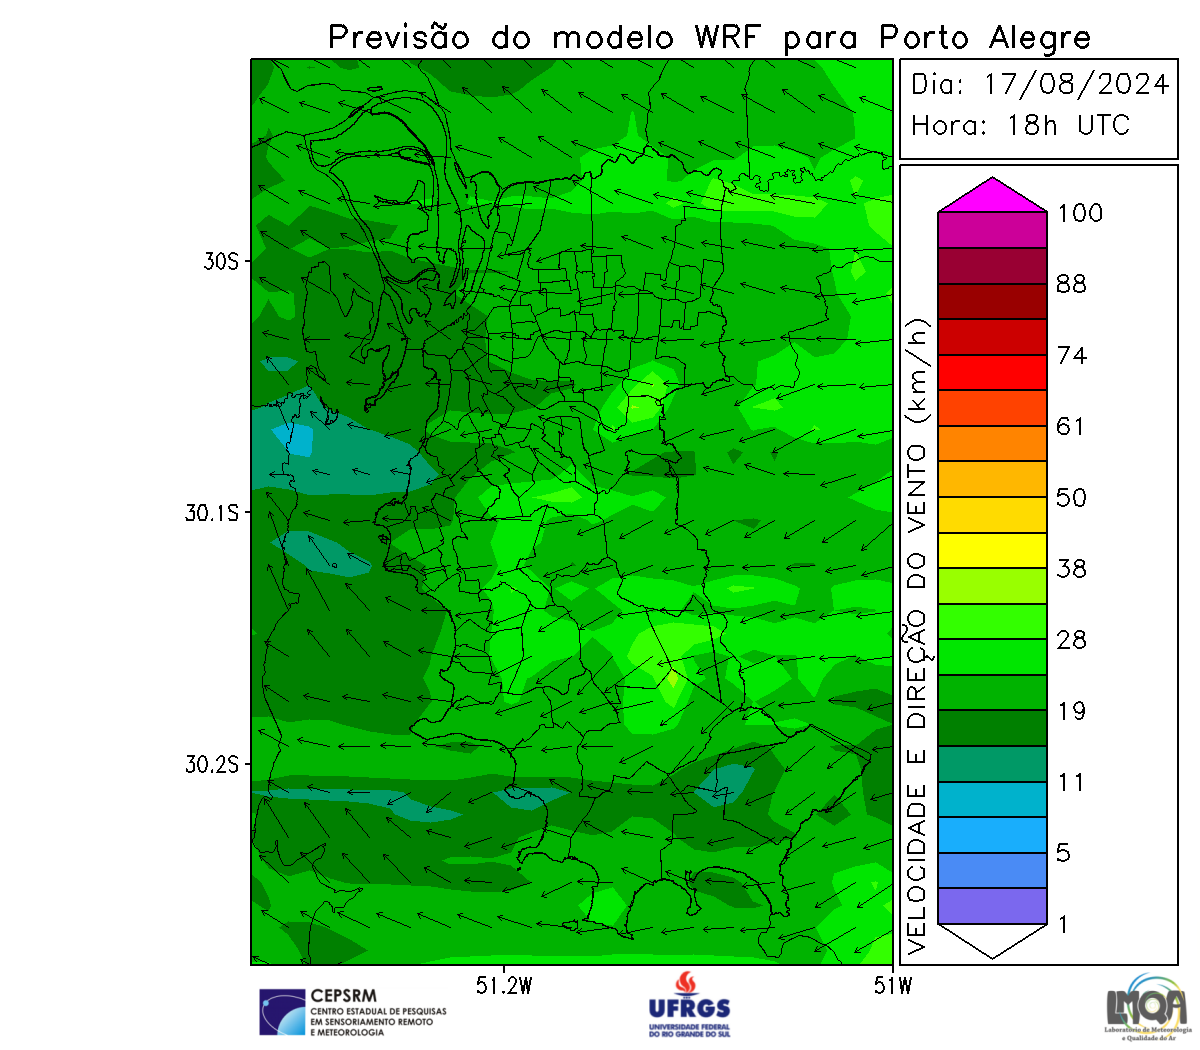 Previsão do modelo WRF para Porto Alegre
Dia: 17/08/2024
Hora: 18h UTC
30S
30.1S
30.2S
51.2W
51W
VELOCIDADE E DIREÇÃO DO VENTO (km/h)
100
88
74
61
50
38
28
19
11
5
1
CEPSRM
CENTRO ESTADUAL DE PESQUISAS
EM SENSORIAMENTO REMOTO
E METEOROLOGIA
UFRGS
UNIVERSIDADE FEDERAL
DO RIO GRANDE DO SUL
LMQA
Laboratório de Meteorologia
e Qualidade do Ar